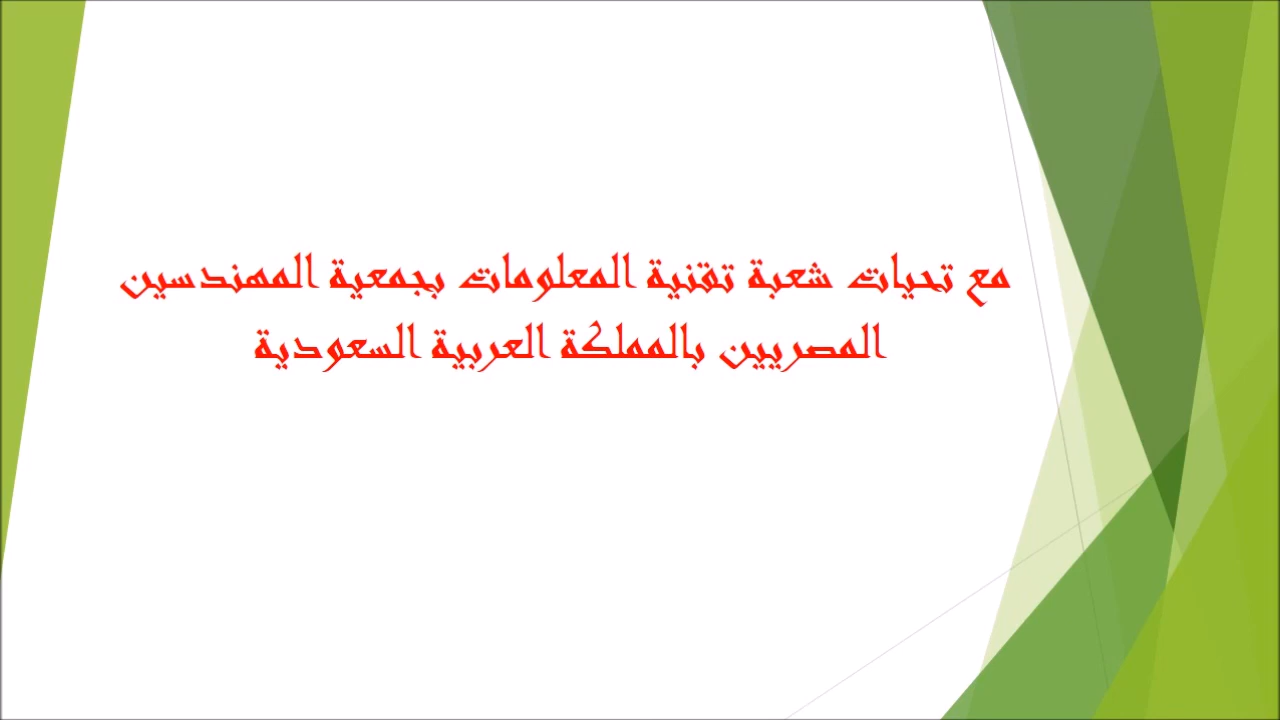 مع تحيات شعبة تقنية المعلومات بجمعية المهندسين
المصريين بالمملكة العربية السعودية